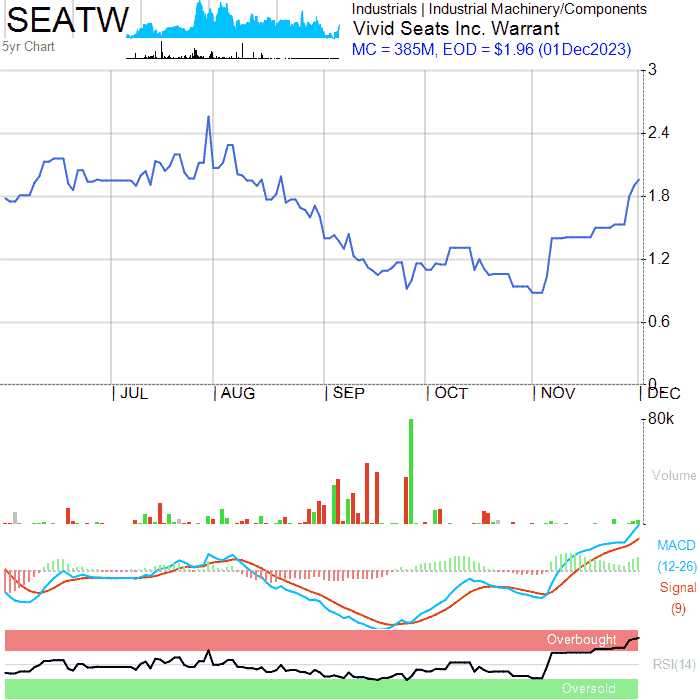 SEATW
5yr Chart
Industrials | Industrial Machinery/Components
Vivid Seats Inc. Warrant
MC = 385M, EOD = $1.96 (01Dec2023)
3
2.4
1.8
1.2
0.6
0
JUL
AUG
SEP
OCT
NOV
DEC
80k
Volume
MACD
(12-26)
Signal
(9)
Overbought
RSI(14)
Oversold